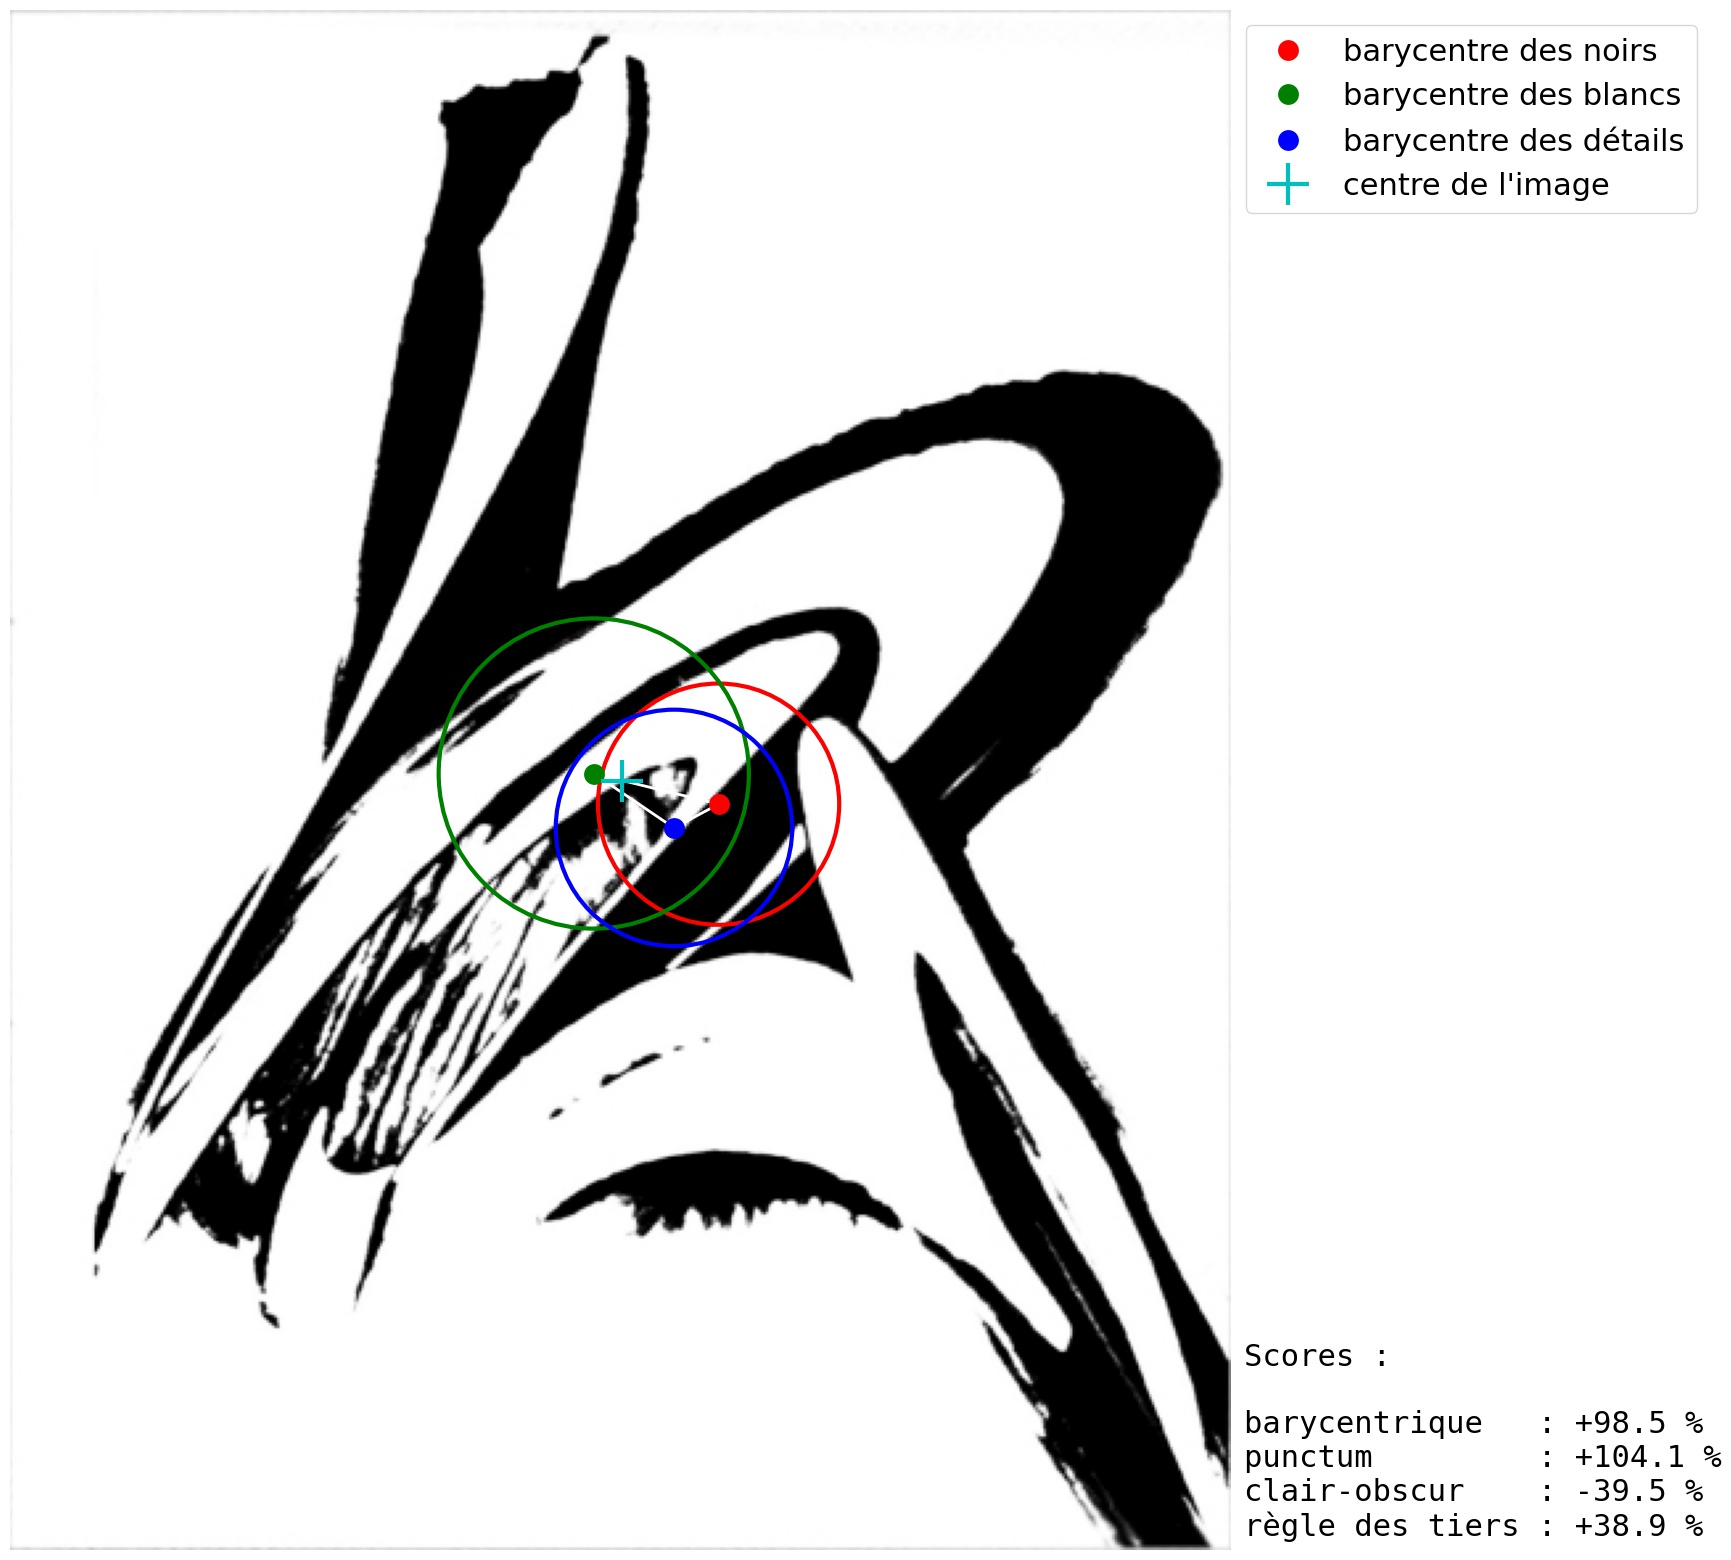 barycentre des noirs
barycentre des blancs
barycentre des détails
centre de l'image
Scores :
barycentrique : +98.5 %
punctum : +104.1 %
clair-obscur : -39.5 %
règle des tiers : +38.9 %